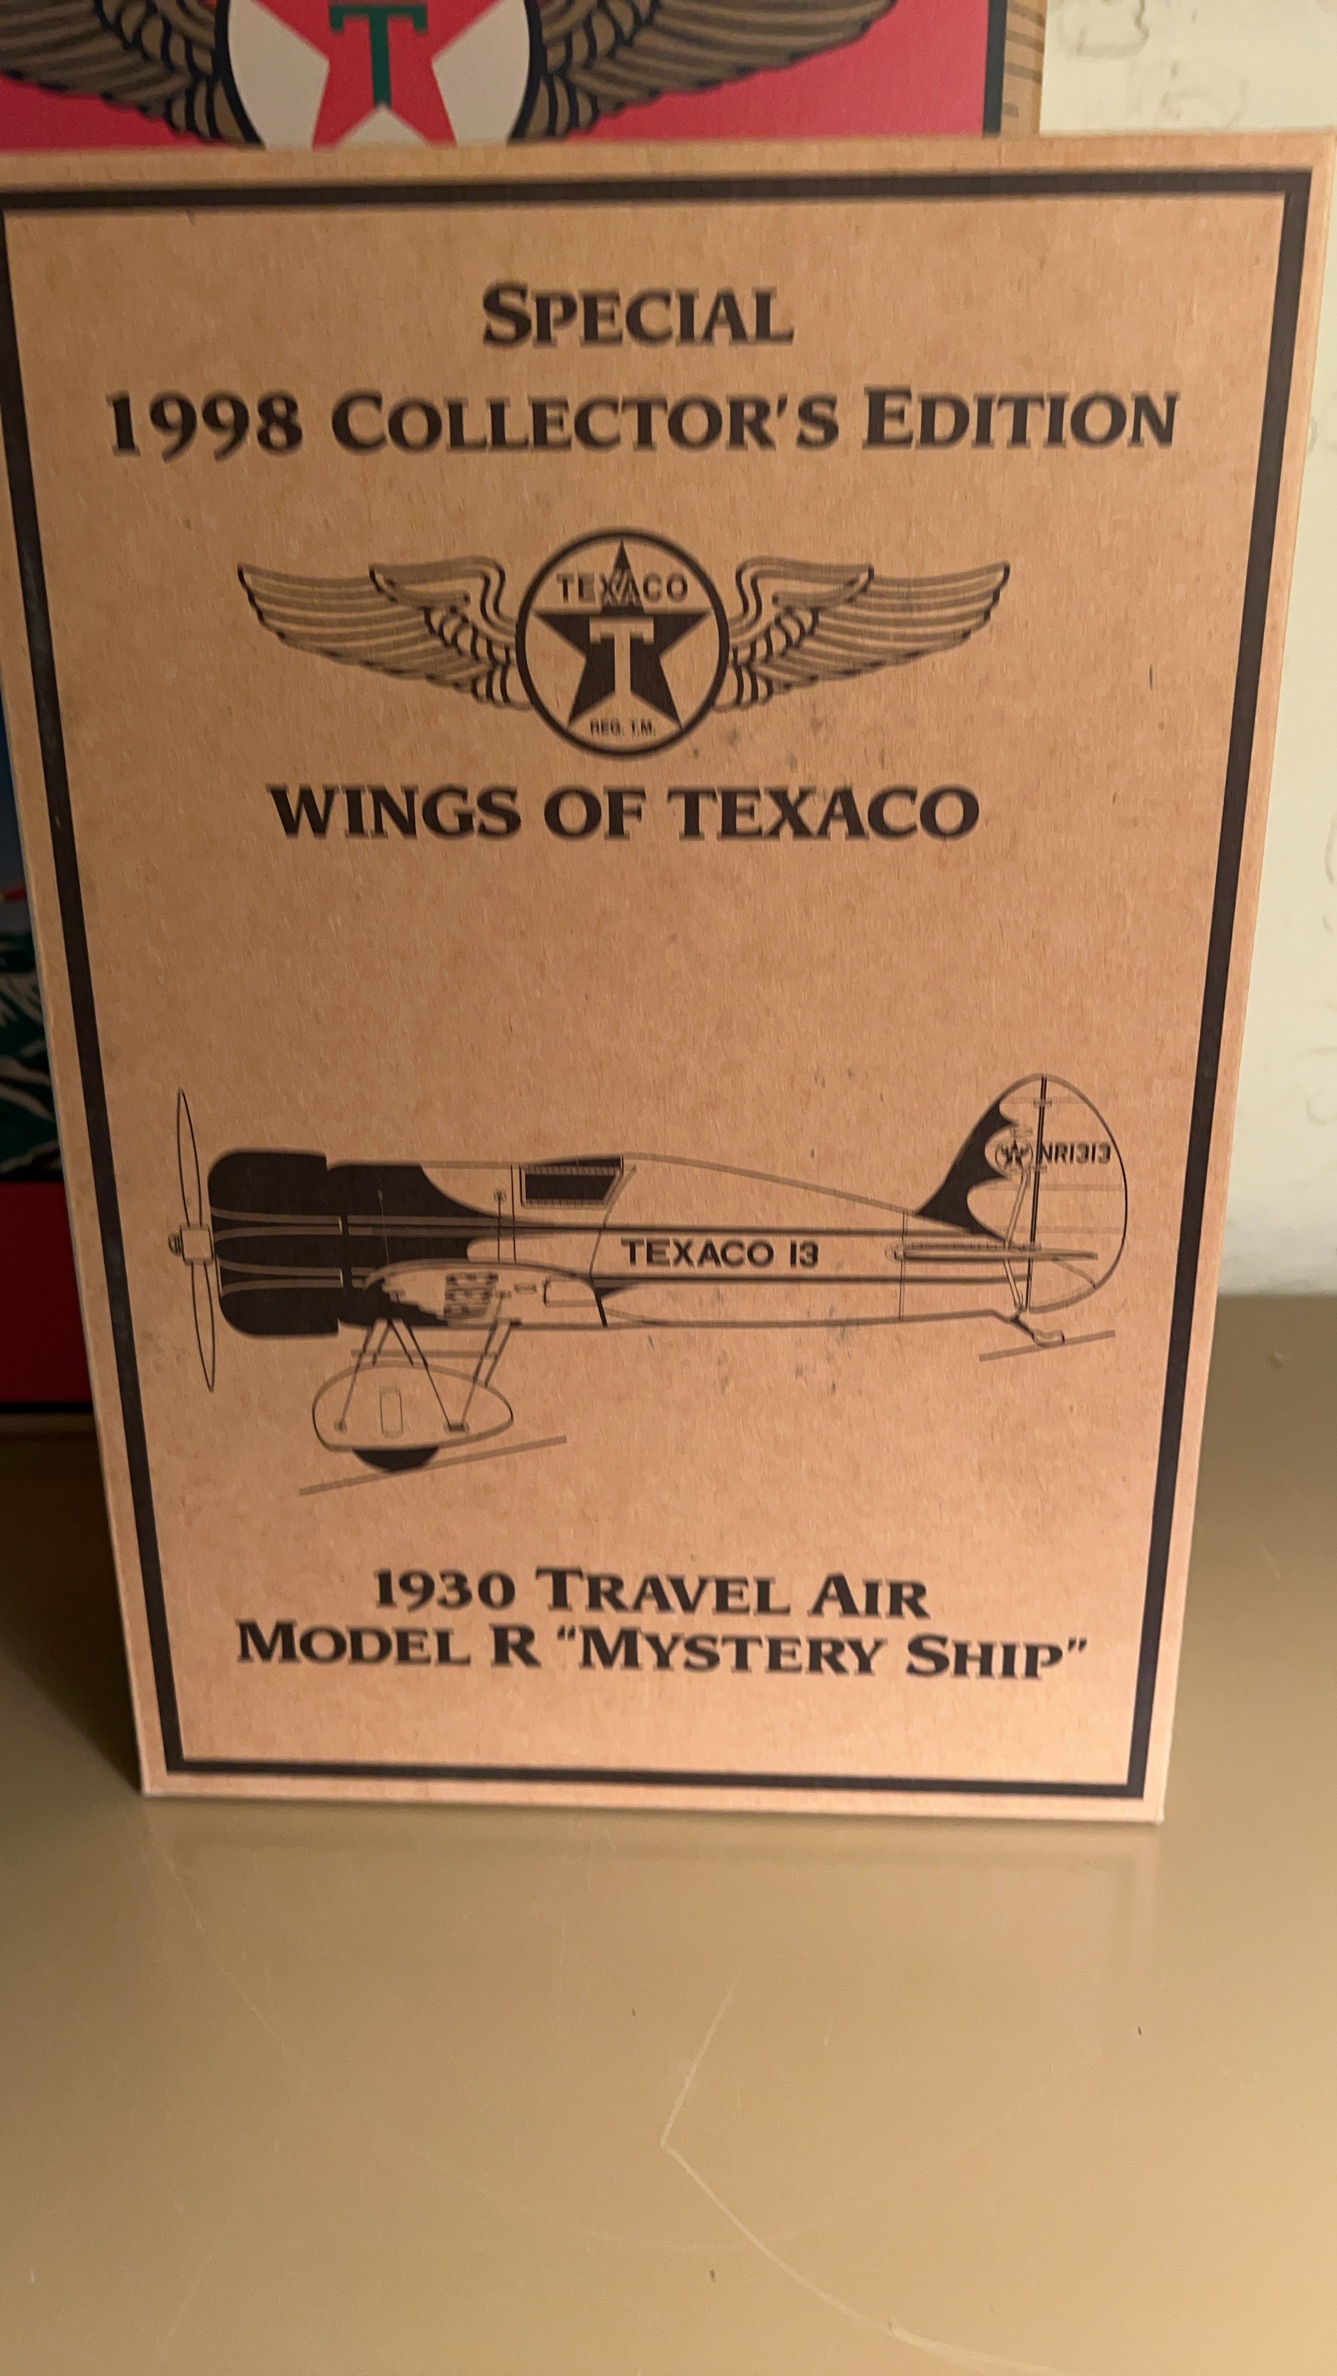 T
SPECIAL
1998 COLLECTOR'S EDITION
TEXACO
T
REG. T.M.
WINGS OF TEXACO
NR1313
TEXACO 13
1930 TRAVEL AIR
MODEL R "MYSTERY SHIP"